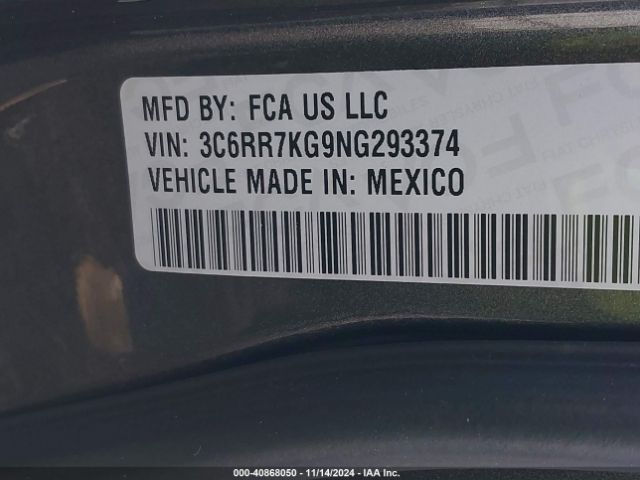 MFD BY: FCA US LLC
VIN: 3C6RR7KG9NG293374
VEHICLE MADE IN: MEXICO
000-40868050 - 11/14/2024 - IAA Inc.